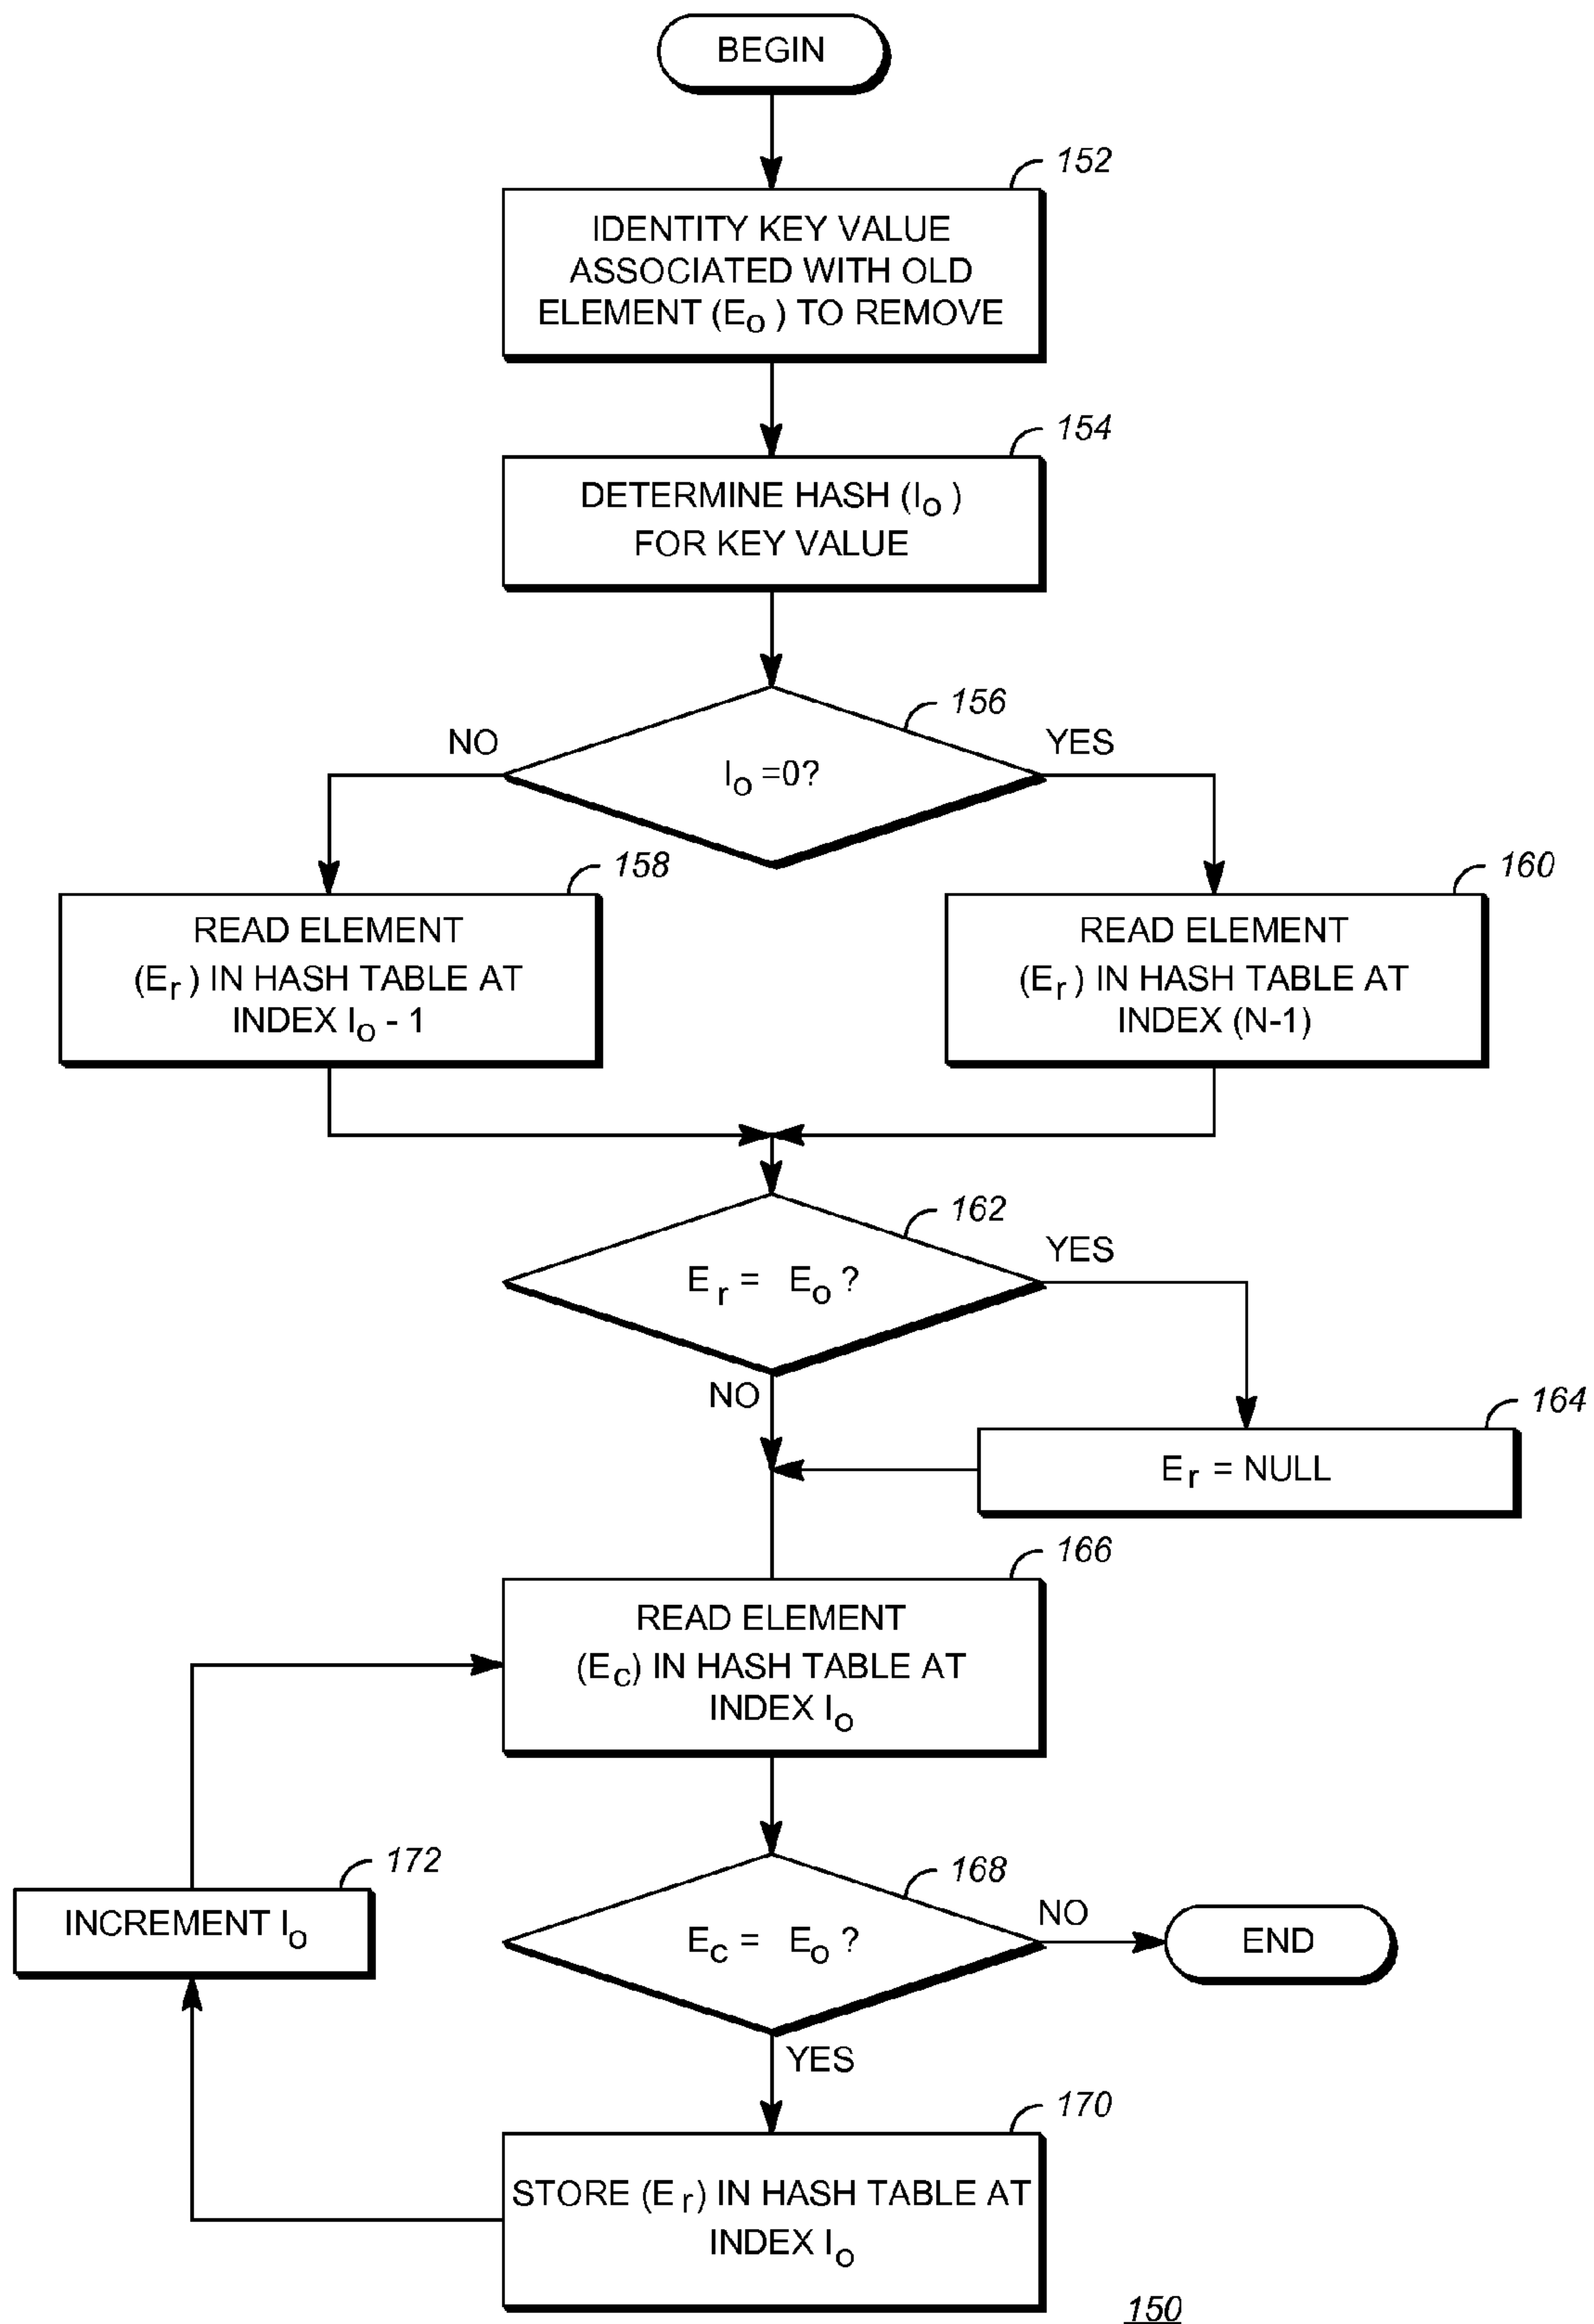 BEGIN
152
IDENTITY KEY VALUE
ASSOCIATED WITH OLD
ELEMENT (Eo) TO REMOVE
154
DETERMINE HASH (Io)
FOR KEY VALUE
156
NO
YES
Io =0?
158
160
READ ELEMENT
(Er) IN HASH TABLE AT
INDEX Io - 1
READ ELEMENT
(Er) IN HASH TABLE AT
INDEX (N-1)
162
YES
Er = Eo ?
NO
164
Er = NULL
166
READ ELEMENT
(Ec) IN HASH TABLE AT
INDEX Io
172
INCREMENT Io
168
NO
Ec = Eo ?
END
YES
170
STORE (Er) IN HASH TABLE AT
INDEX Io
150